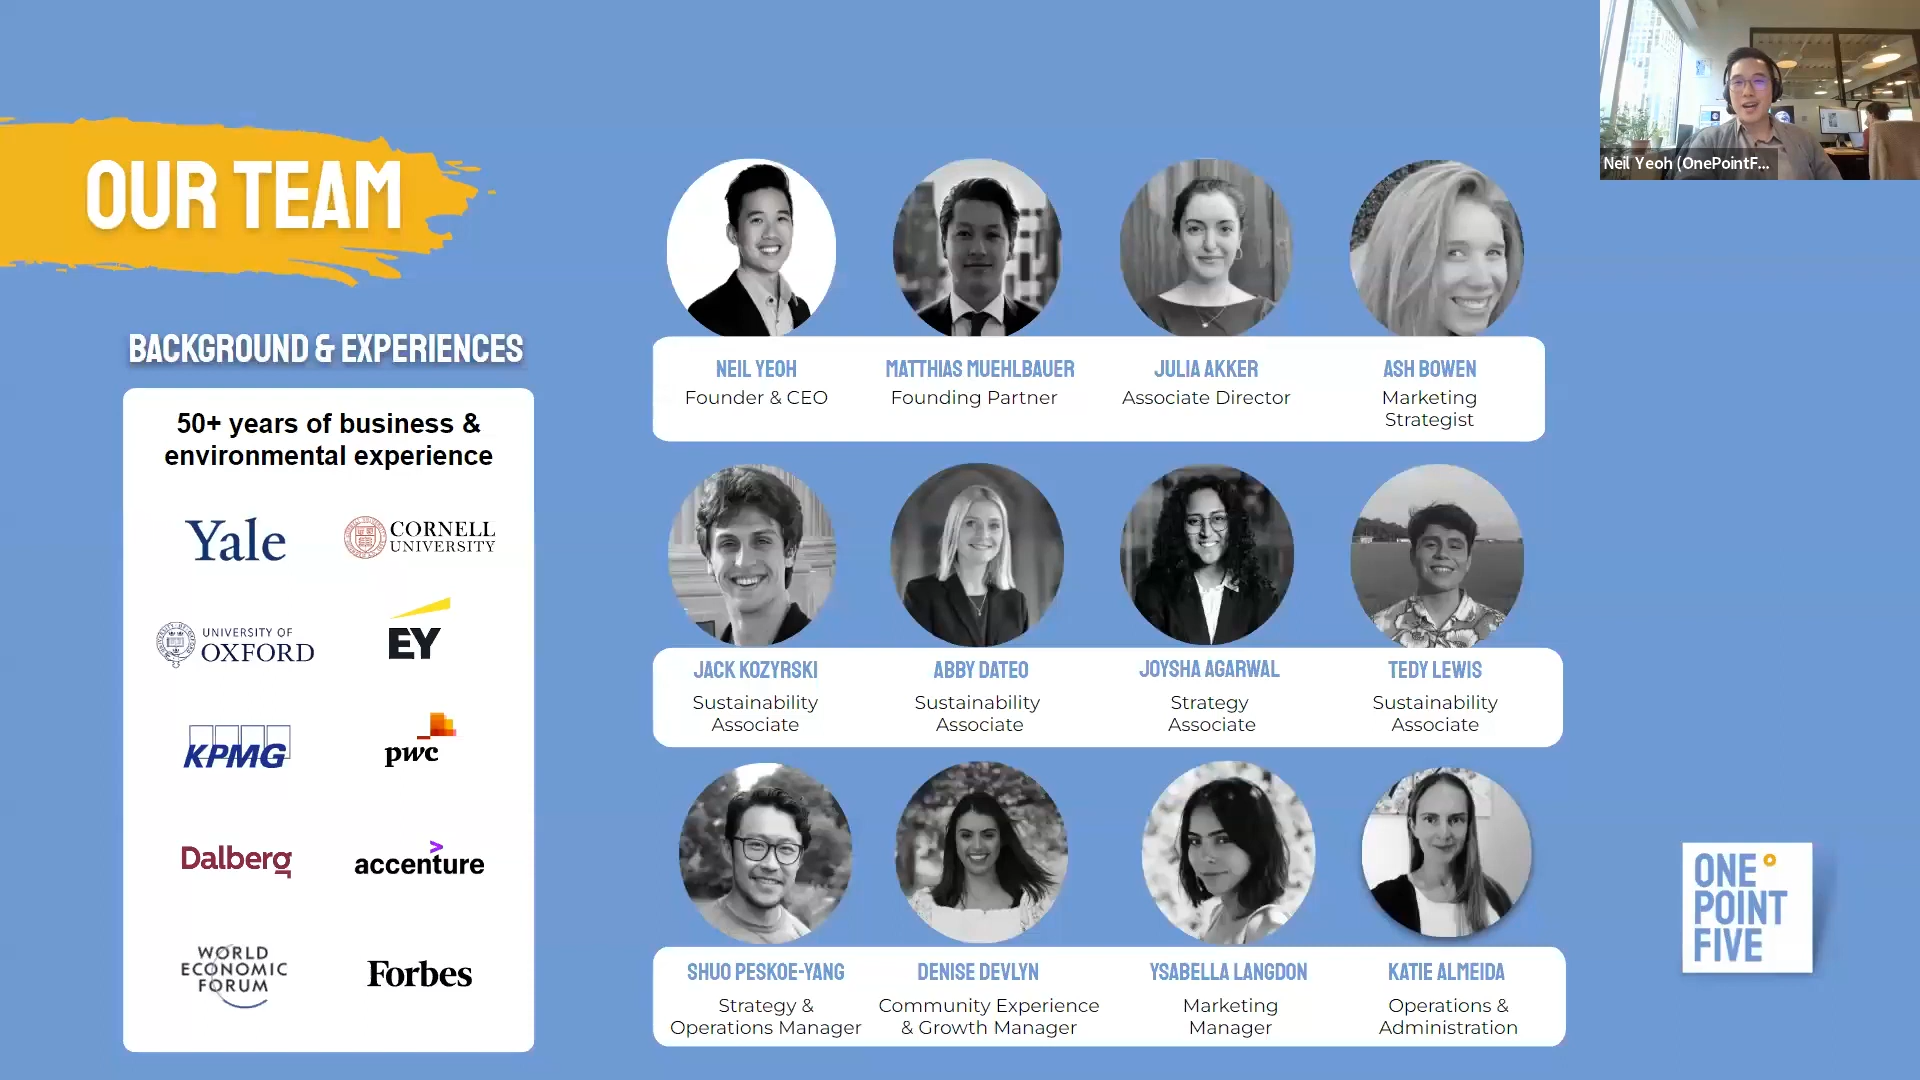 OUR TEAM
BACKGROUND & EXPERIENCES
50+ years of business &
environmental experience
Yale
CORNELL
UNIVERSITY
UNIVERSITY OF
OXFORD
EY
KPMG
pwc
Dalberg
accenture
WORLD
ECONOMIC
FORUM
Forbes
NEIL YEOH
Founder & CEO
MATTHIAS MUEHLBAUER
Founding Partner
JULIA AKKER
Associate Director
ASH BOWEN
Marketing
Strategist
JACK KOZYRSKI
Sustainability
Associate
ABBY DATEO
Sustainability
Associate
JOYSHA AGARWAL
Strategy
Associate
TEDY LEWIS
Sustainability
Associate
SHUO PESKOE-YANG
Strategy &
Operations Manager
DENISE DEVLYN
Community Experience
& Growth Manager
YSABELLA LANGDON
Marketing
Manager
KATIE ALMEIDA
Operations &
Administration
Neil Yeoh (OnePointF...
ONE
POINT
FIVE